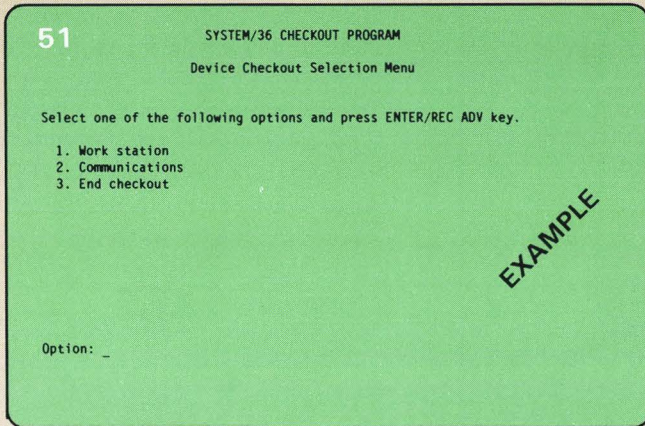 51
SYSTEM/36 CHECKOUT PROGRAM
Device Checkout Selection Menu
Select one of the following options and press ENTER/REC ADV key.
1. Work station
2. Communications
3. End checkout
EXAMPLE
Option: _